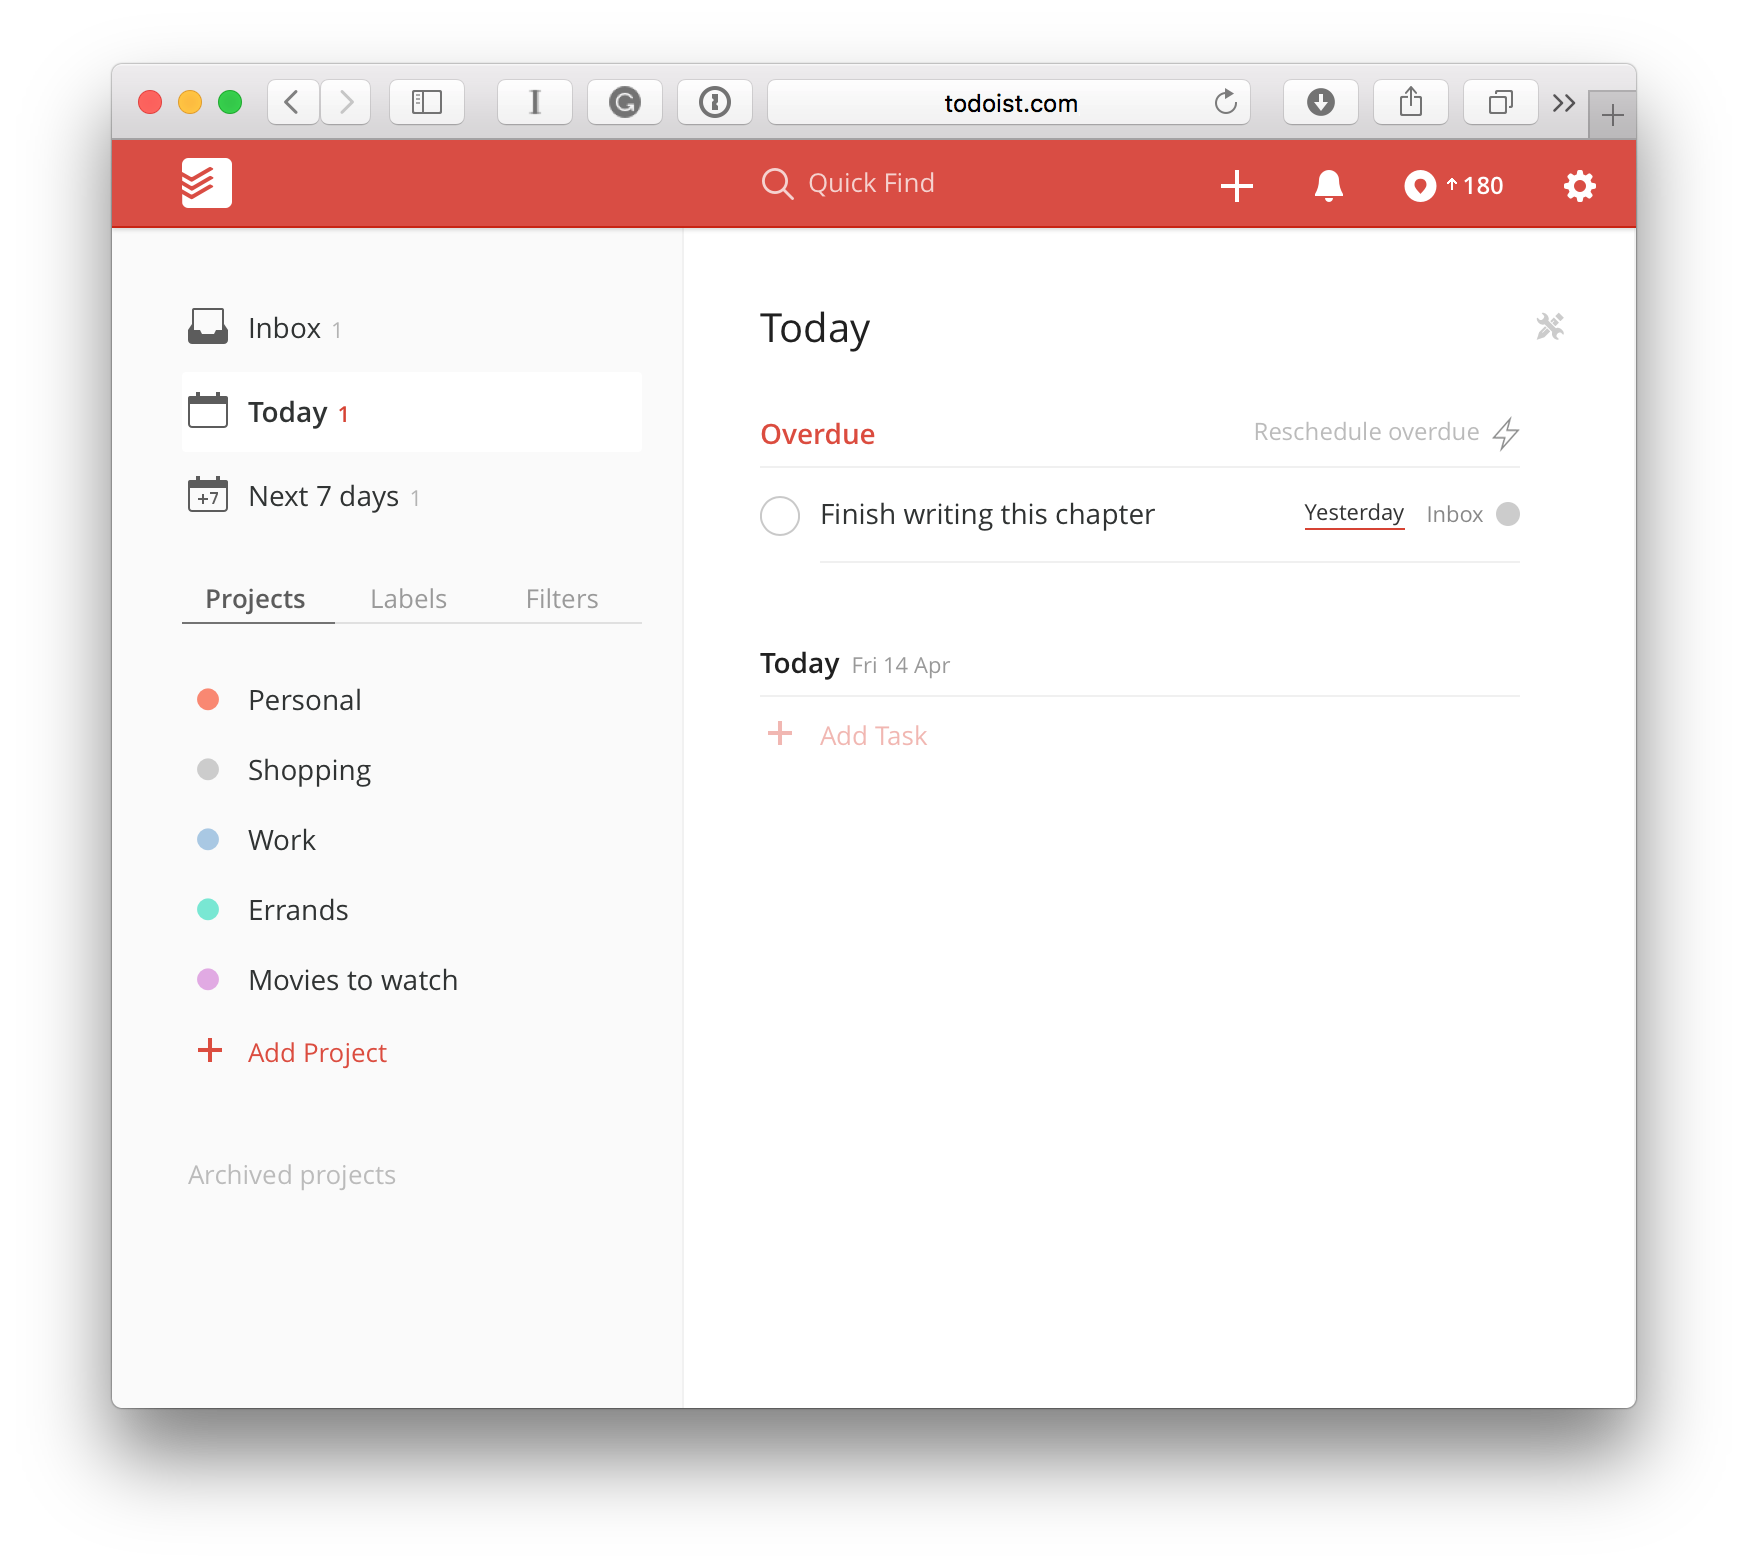 todoist.com
Quick Find
↑180
Inbox 1
Today 1
+7 Next 7 days 1
Projects Labels Filters
Personal
Shopping
Work
Errands
Movies to watch
+ Add Project
Archived projects
Today
Overdue Reschedule overdue
Finish writing this chapter Yesterday Inbox
Today Fri 14 Apr
+ Add Task